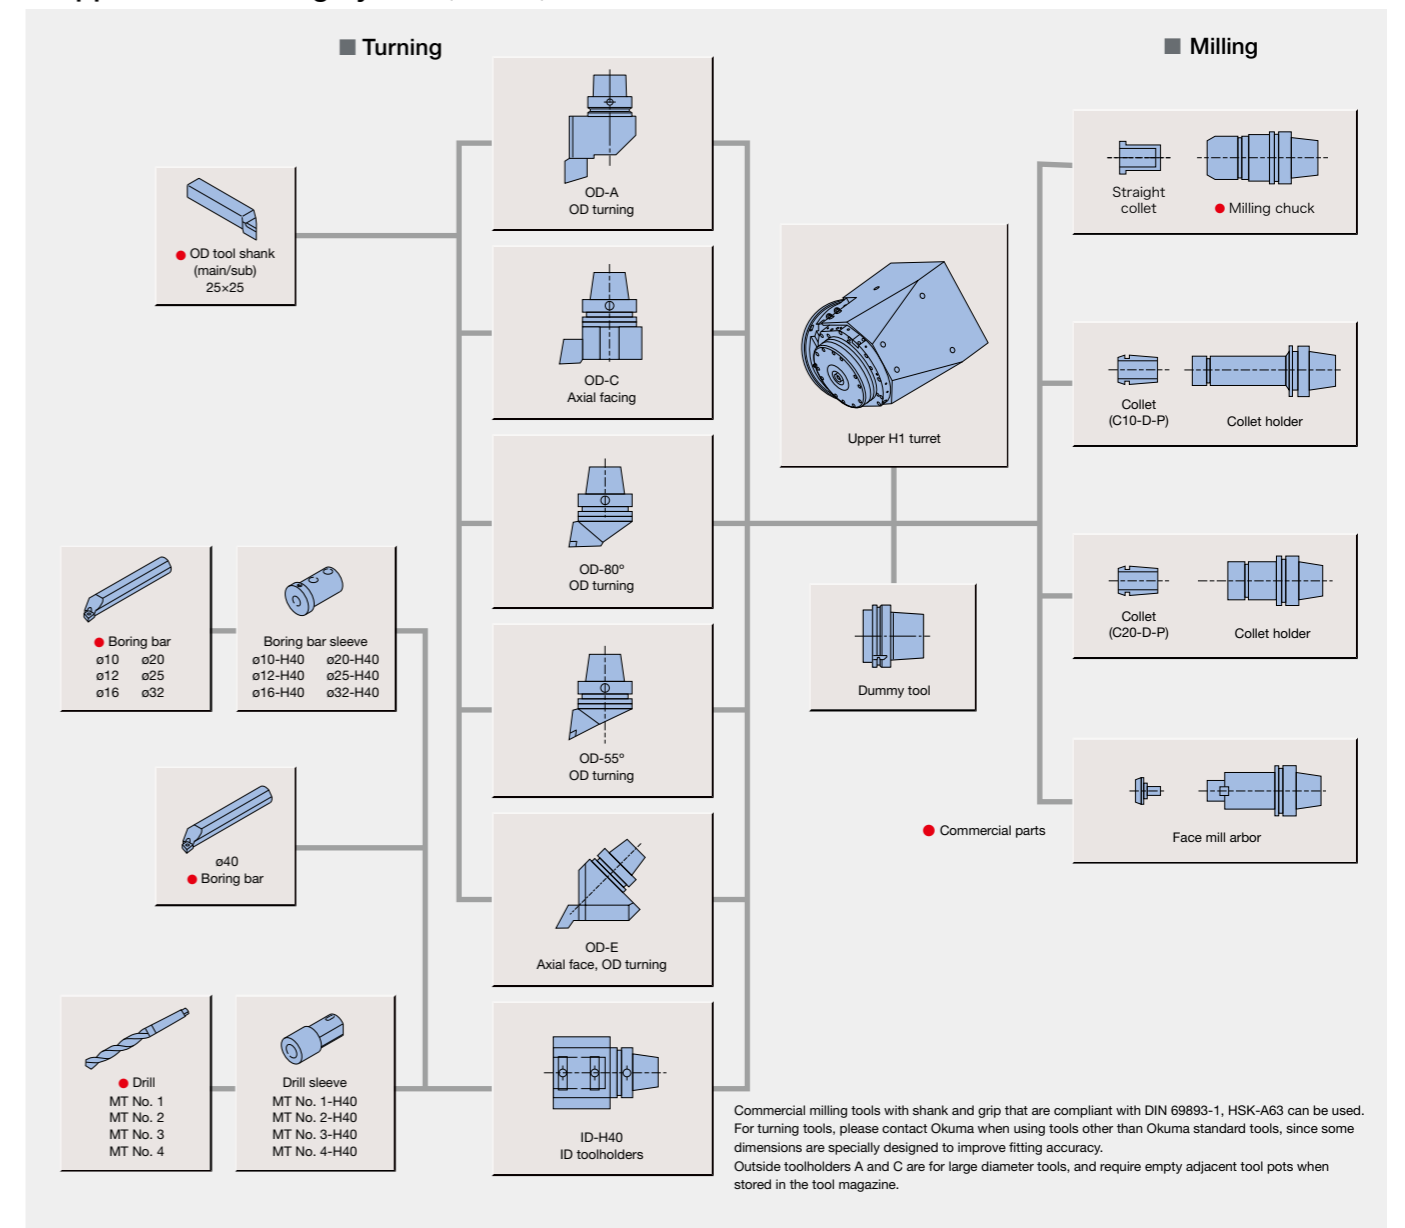 Turning
Milling
OD-A
OD turning
Straight
collet
Milling chuck
OD tool shank
(main/sub)
25×25
OD-C
Axial facing
Upper H1 turret
Collet
(C10-D-P)
Collet holder
OD-80º
OD turning
Boring bar
ø10 ø20
ø12 ø25
ø16 ø32
Boring bar sleeve
ø10-H40 ø20-H40
ø12-H40 ø25-H40
ø16-H40 ø32-H40
Collet
(C20-D-P)
Collet holder
Dummy tool
OD-55º
OD turning
ø40
Boring bar
Commercial parts
Face mill arbor
OD-E
Axial face, OD turning
Drill
MT No. 1
MT No. 2
MT No. 3
MT No. 4
Drill sleeve
MT No. 1-H40
MT No. 2-H40
MT No. 3-H40
MT No. 4-H40
ID-H40
ID toolholders
Commercial milling tools with shank and grip that are compliant with DIN 69893-1, HSK-A63 can be used.
For turning tools, please contact Okuma when using tools other than Okuma standard tools, since some
dimensions are specially designed to improve fitting accuracy.
Outside toolholders A and C are for large diameter tools, and require empty adjacent tool pots when
stored in the tool magazine.